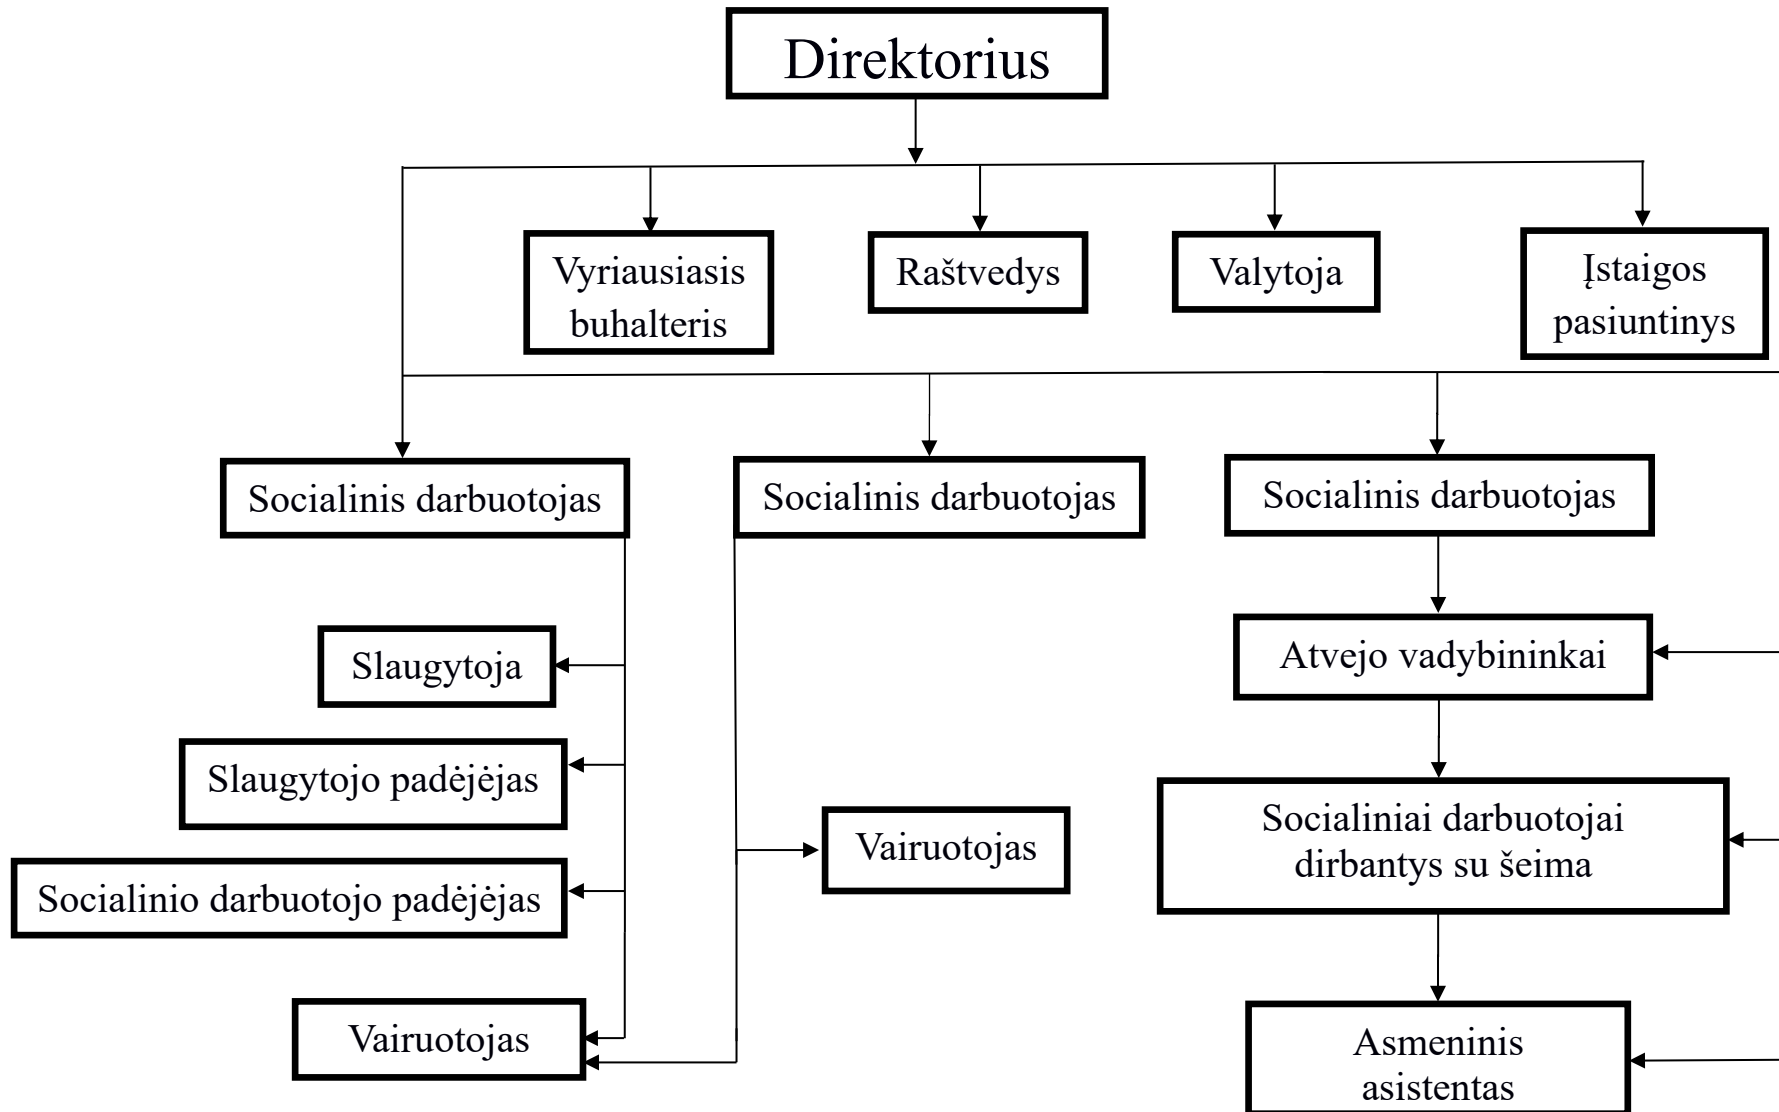 Direktorius
Vyriausiasis
buhalteris
Raštvedys
Valytoja
Įstaigos
pasiuntinys
Socialinis darbuotojas
Socialinis darbuotojas
Socialinis darbuotojas
Slaugytoja
Atvejo vadybininkai
Slaugytojo padėjėjas
Socialiniai darbuotojai
dirbantys su šeima
Vairuotojas
Socialinio darbuotojo padėjėjas
Vairuotojas
Asmeninis
asistentas